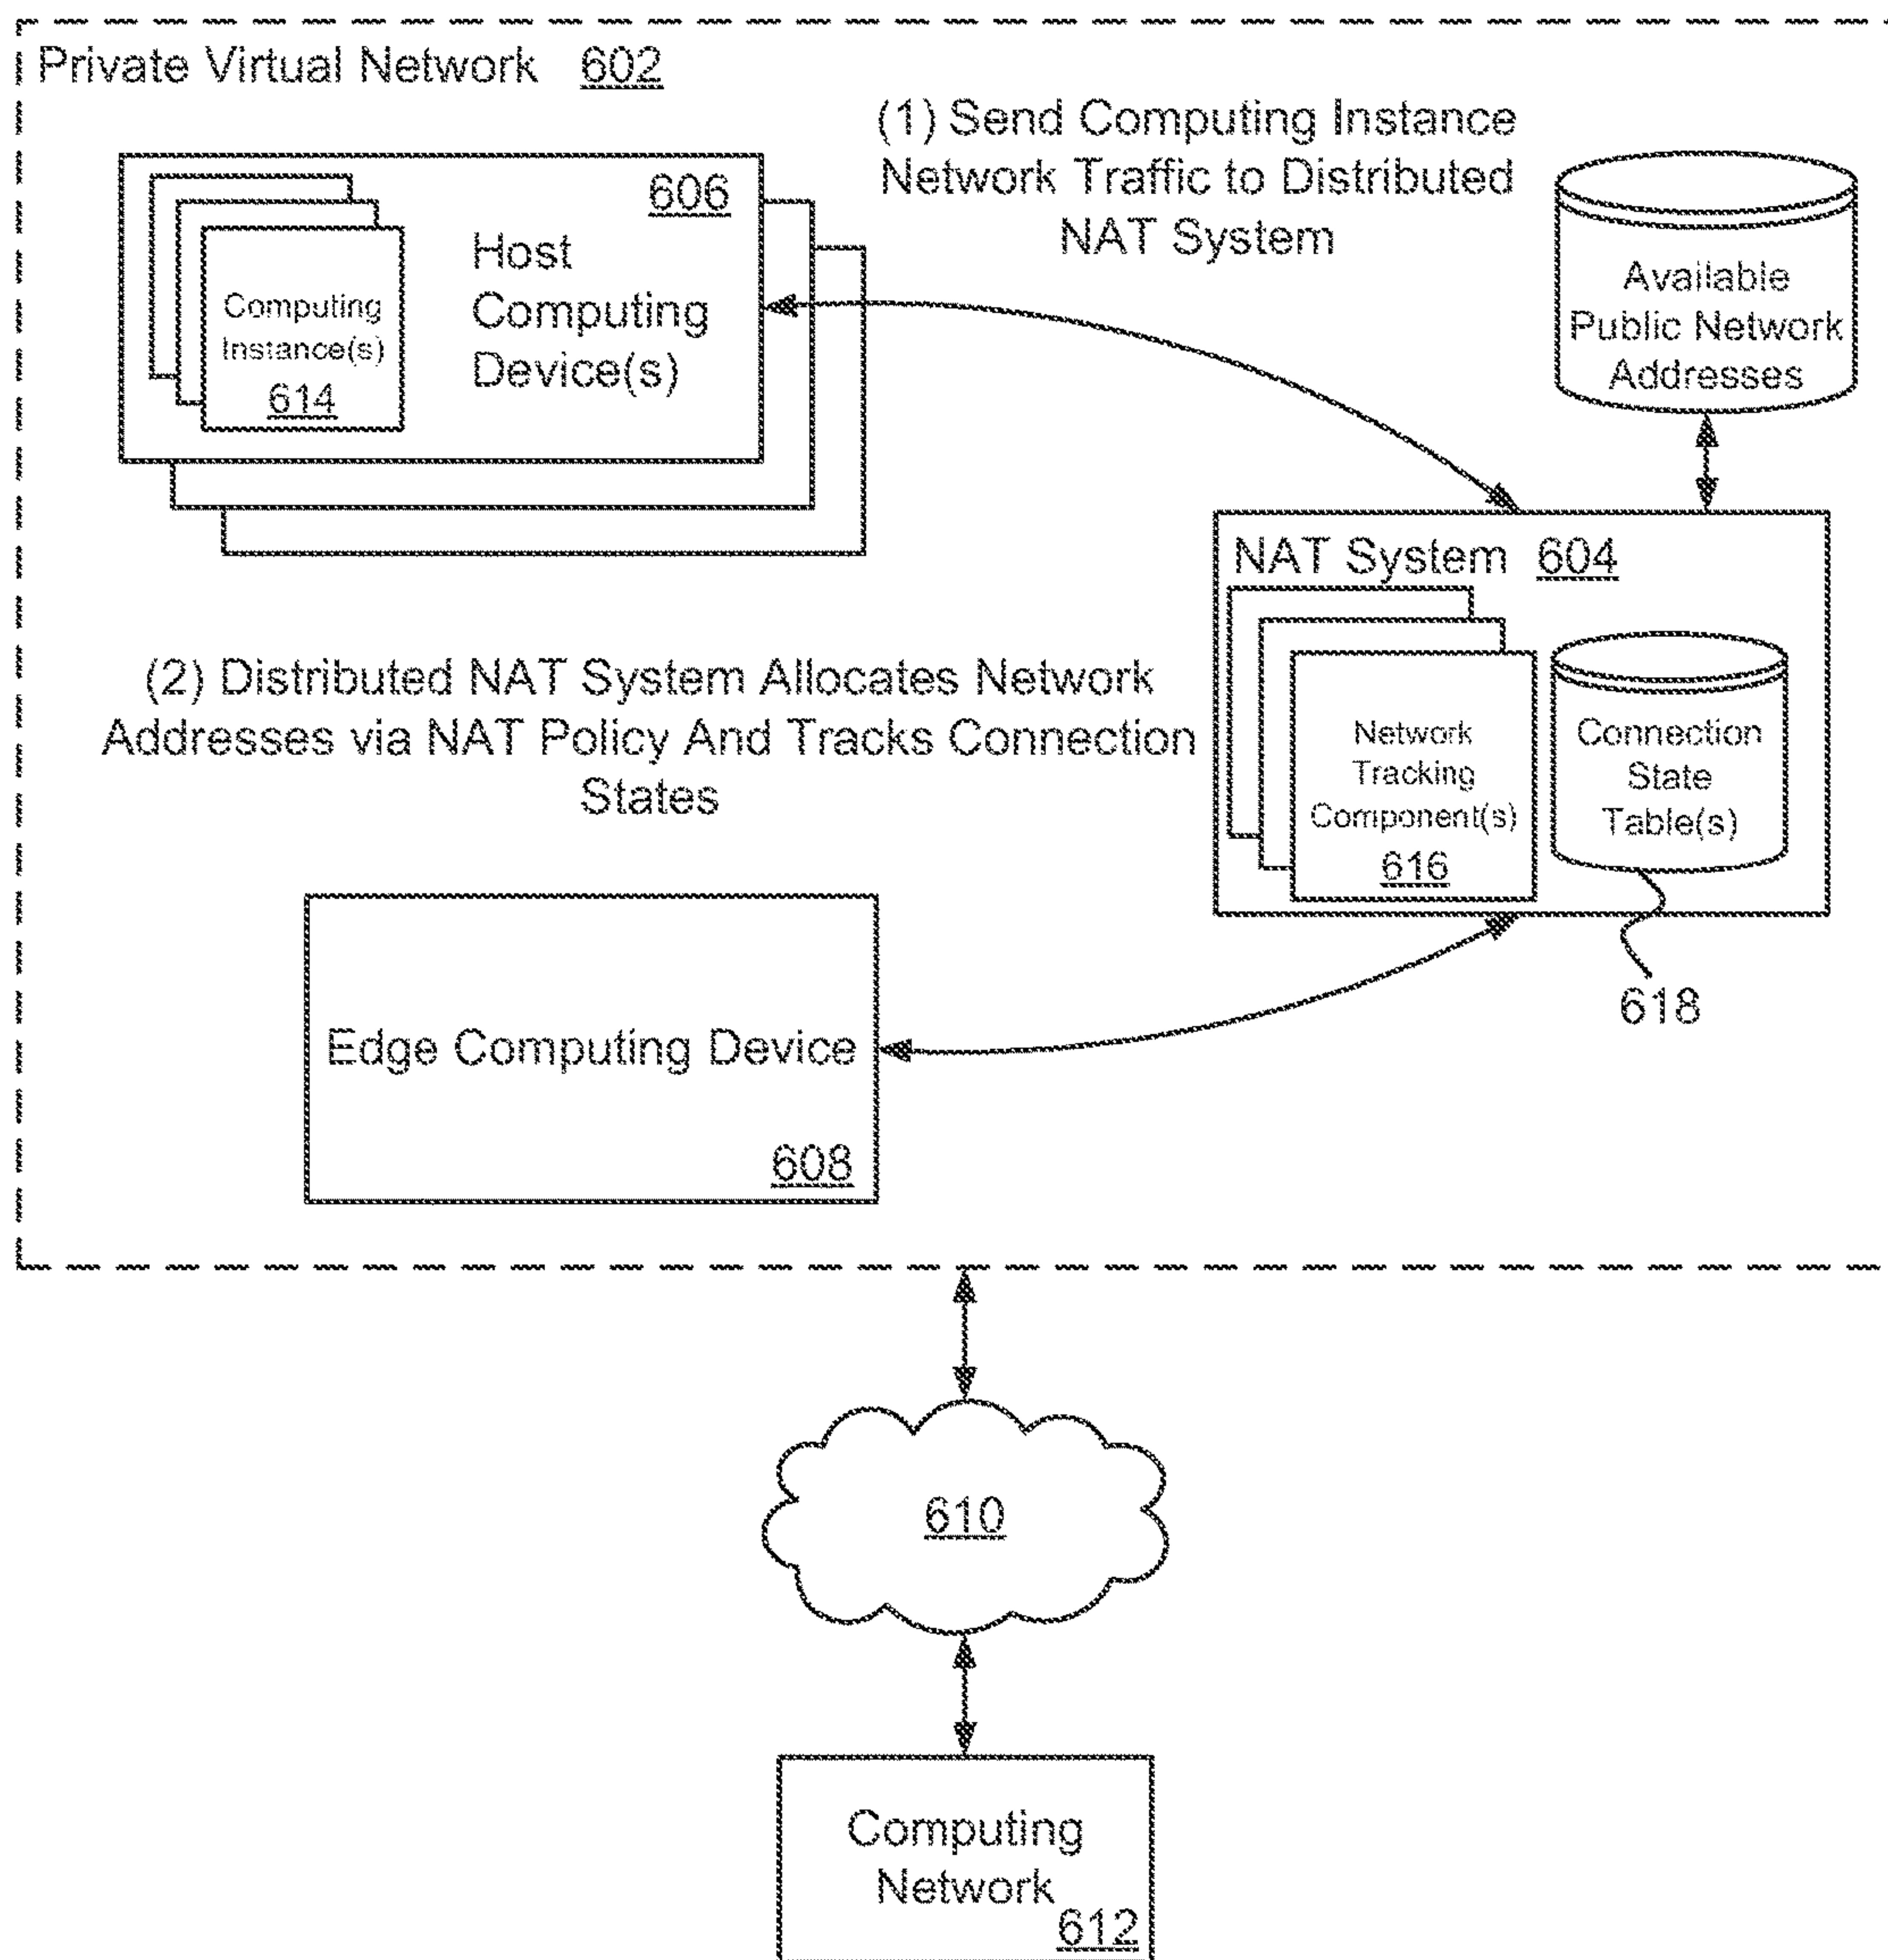 Private Virtual Network 602
(1) Send Computing Instance
Network Traffic to Distributed
NAT System
606
Host
Computing
Device(s)
Computing
Instance(s)
614
Available
Public Network
Addresses
NAT System 604
Network
Tracking
Component(s)
616
Connection
State
Table(s)
618
(2) Distributed NAT System Allocates Network
Addresses via NAT Policy And Tracks Connection
States
Edge Computing Device
608
610
Computing
Network
612